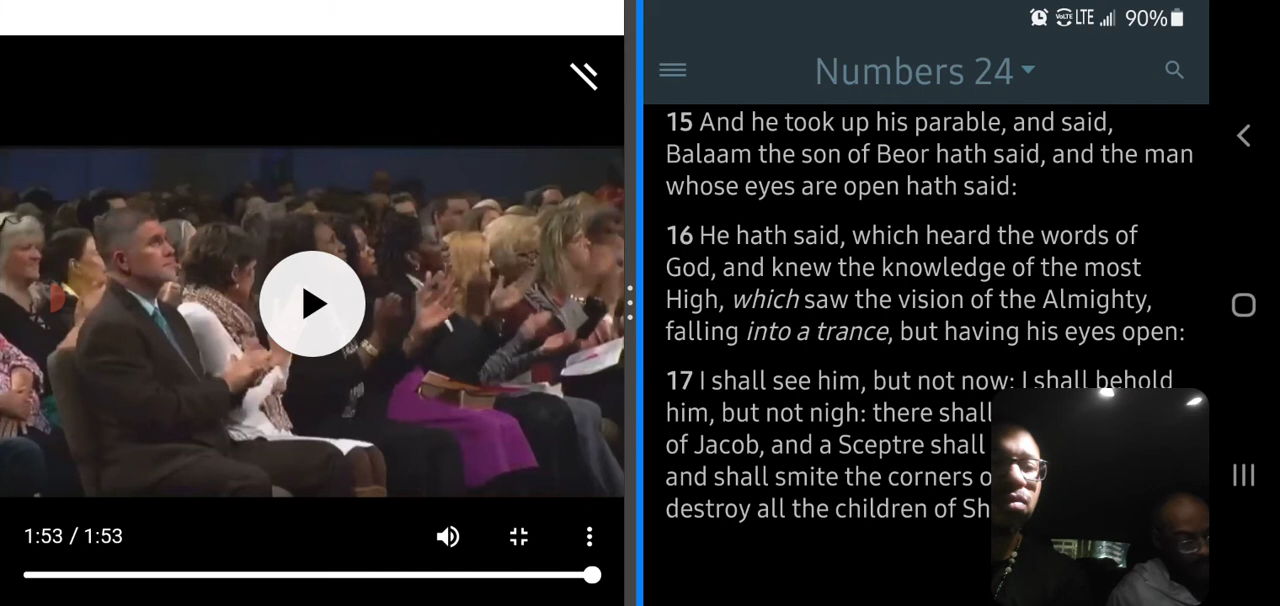 1:53 / 1:53
VoLTE LTE 90%
Numbers 24
15 And he took up his parable, and said,
Balaam the son of Beor hath said, and the man
whose eyes are open hath said:
16 He hath said, which heard the words of
God, and knew the knowledge of the most
High, which saw the vision of the Almighty,
falling into a trance, but having his eyes open:
17 I shall see him, but not now: I shall behold
him, but not nigh: there shall
of Jacob, and a Sceptre shall
and shall smite the corners o
destroy all the children of Sh